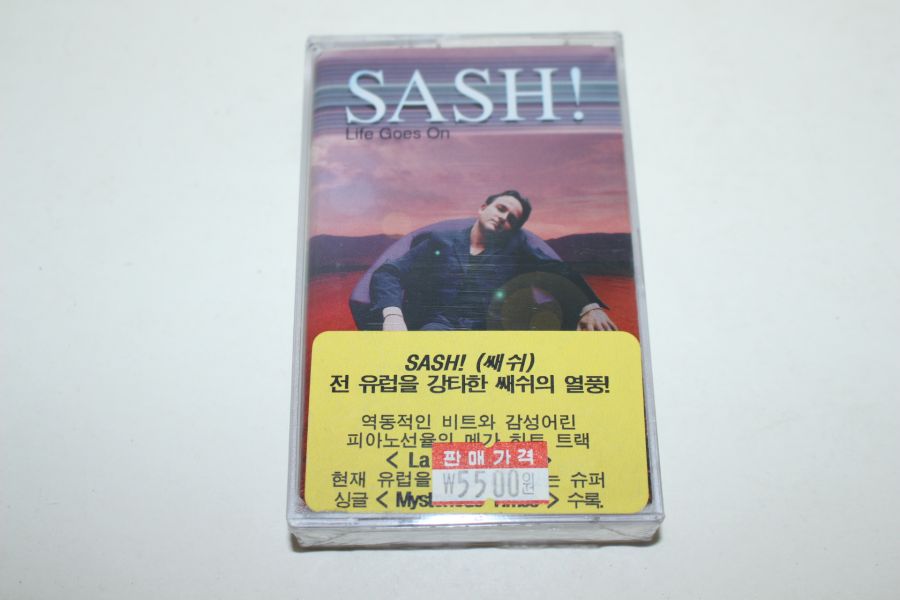 SASH!
Life Goes On
SASH! (쌔쉬)
전 유럽을 강타한 쌔쉬의 열풍!
역동적인 비트와 감성어린
피아노선율의 메가 히트 트랙
< La >
판매가격
현재 유럽을 는 슈퍼
₩5500원
싱글 < Mysterious Times > 수록.